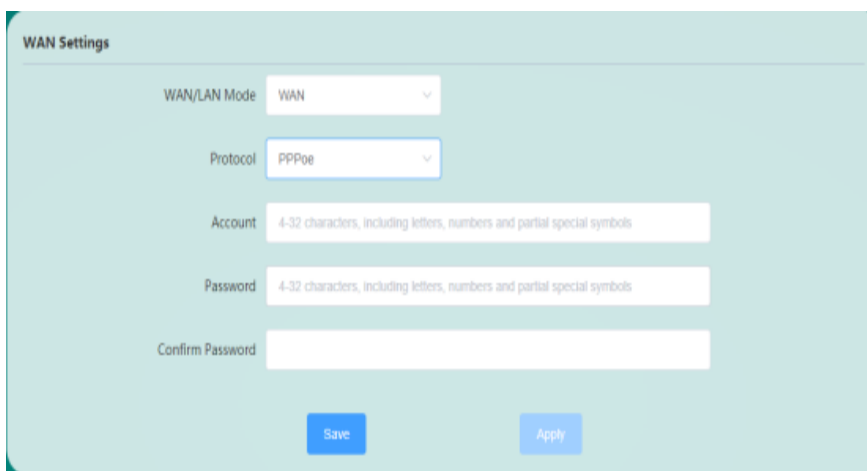 WAN Settings
WAN/LAN Mode WAN
Protocol PPPoe
Account 4-32 characters, including letters, numbers and partial special symbols
Password 4-32 characters, including letters, numbers and partial special symbols
Confirm Password
Save Apply